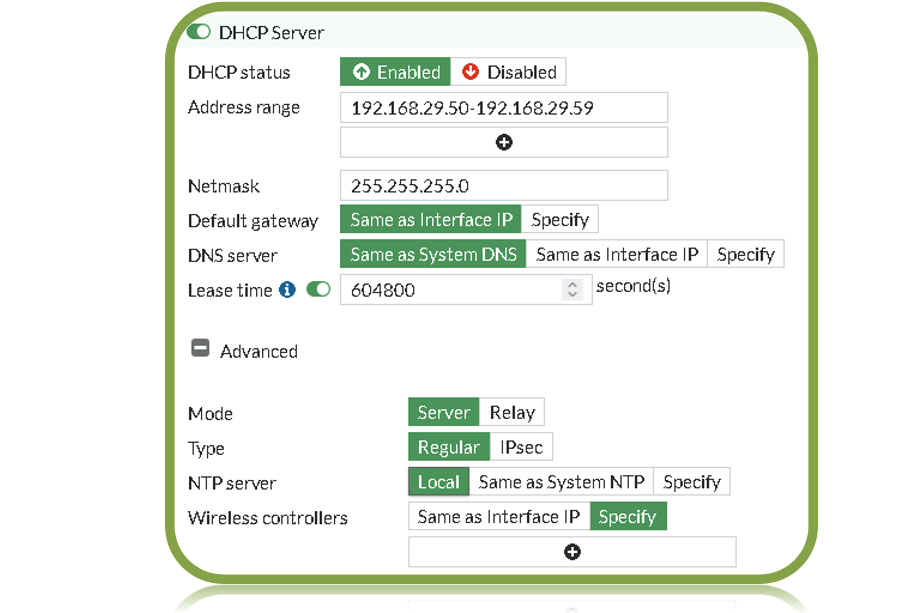 DHCP Server
DHCP status Enabled Disabled
Address range 192.168.29.50-192.168.29.59
Netmask 255.255.255.0
Default gateway Same as Interface IP Specify
DNS server Same as System DNS Same as Interface IP Specify
Lease time 604800 second(s)
Advanced
Mode Server Relay
Type Regular IPsec
NTP server Local Same as System NTP Specify
Wireless controllers Same as Interface IP Specify